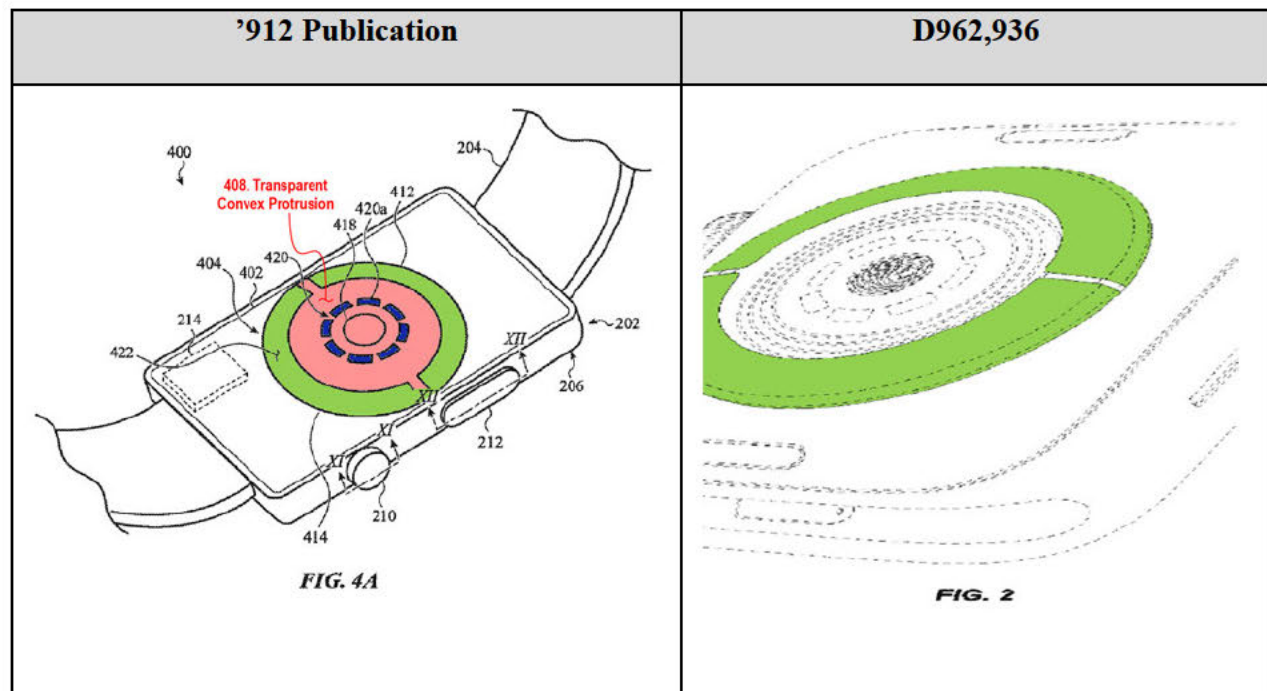 ’912 Publication
D962,936
400
204
408. Transparent
Convex Protrusion
412
420a
418
420
402
404
214
422
XII
202
206
XII
212
XI
XI
210
414
FIG. 4A
FIG. 2